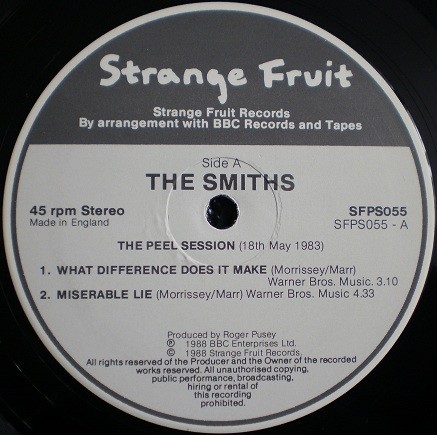 Strange Fruit
Strange Fruit Records
By arrangement with BBC Records and Tapes
Side A
THE SMITHS
45 rpm Stereo
Made in England
SFPS055
SFPS055 - A
THE PEEL SESSION (18th May 1983)
1. WHAT DIFFERENCE DOES IT MAKE (Morrissey/Marr)
Warner Bros. Music. 3.10
2. MISERABLE LIE (Morrissey/Marr) Warner Bros. Music 4.33
Produced by Roger Pusey
Ⓟ 1988 BBC Enterprises Ltd.
© 1988 Strange Fruit Records,
All rights reserved of the Producer and the Owner of the recorded
works reserved. All unauthorised copying,
public performance, broadcasting,
hiring or rental of
this recording
prohibited.